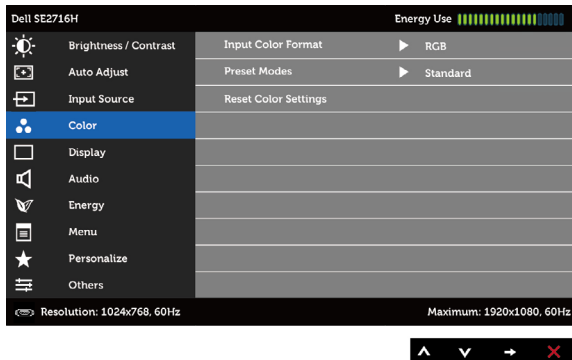 Dell SE2716H Energy Use
Brightness / Contrast Input Color Format RGB
Auto Adjust Preset Modes Standard
Input Source Reset Color Settings
Color
Display
Audio
Energy
Menu
Personalize
Others
Resolution: 1024x768, 60Hz Maximum: 1920x1080, 60Hz